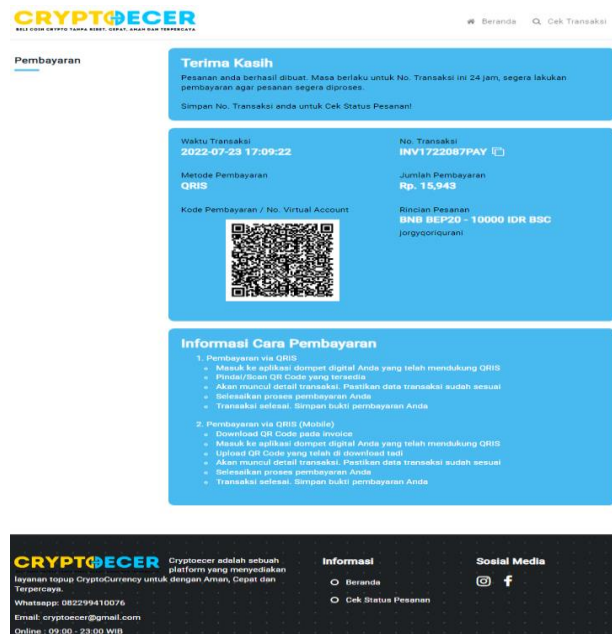 CRYPTOECER
BELI COIN CRYPTO TANPA RIBET, CEPAT, AMAN DAN TERPERCAYA.
Beranda
Cek Transaksi
Pembayaran
Terima Kasih
Pesanan anda berhasil dibuat. Masa berlaku untuk No. Transaksi ini 24 jam, segera lakukan
pembayaran agar pesanan segera diproses.
Simpan No. Transaksi anda untuk Cek Status Pesanan!
Waktu Transaksi
2022-07-23 17:09:22
No. Transaksi
INV1722087PAY
Metode Pembayaran
QRIS
Jumlah Pembayaran
Rp. 15,943
Kode Pembayaran / No. Virtual Account
Rincian Pesanan
BNB BEP20 - 10000 IDR BSC
jorgyqoriqurani
Informasi Cara Pembayaran
1. Pembayaran via QRIS
Masuk ke aplikasi dompet digital Anda yang telah mendukung QRIS
Pindai/Scan QR Code yang tersedia
Akan muncul detail transaksi. Pastikan data transaksi sudah sesuai
Selesaikan proses pembayaran Anda
Transaksi selesai. Simpan bukti pembayaran Anda
2. Pembayaran via QRIS (Mobile)
Download QR Code pada invoice
Masuk ke aplikasi dompet digital Anda yang telah mendukung QRIS
Upload QR Code yang telah di download tadi
Akan muncul detail transaksi. Pastikan data transaksi sudah sesuai
Selesaikan proses pembayaran Anda
Transaksi selesai. Simpan bukti pembayaran Anda
CRYPTOECER Cryptoecer adalah sebuah
platform yang menyediakan
layanan topup CryptoCurrency untuk dengan Aman, Cepat dan
Terpercaya.
Whatsapp: 082299410076
Email: cryptoecer@gmail.com
Online : 09:00 - 23:00 WIB
Informasi
Beranda
Cek Status Pesanan
Sosial Media